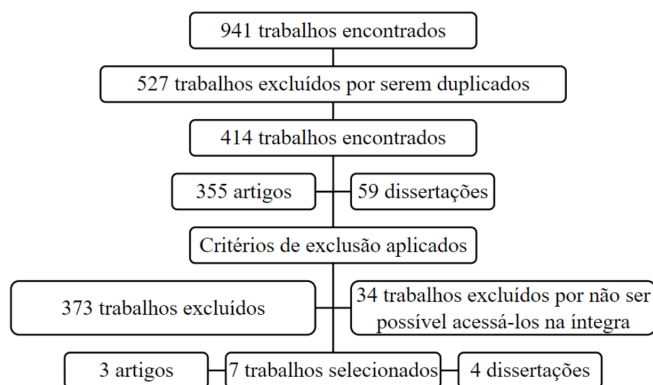 941 trabalhos encontrados
527 trabalhos excluídos por serem duplicados
414 trabalhos encontrados
355 artigos
59 dissertações
Critérios de exclusão aplicados
373 trabalhos excluídos
34 trabalhos excluídos por não ser
possível acessá-los na íntegra
3 artigos
7 trabalhos selecionados
4 dissertações